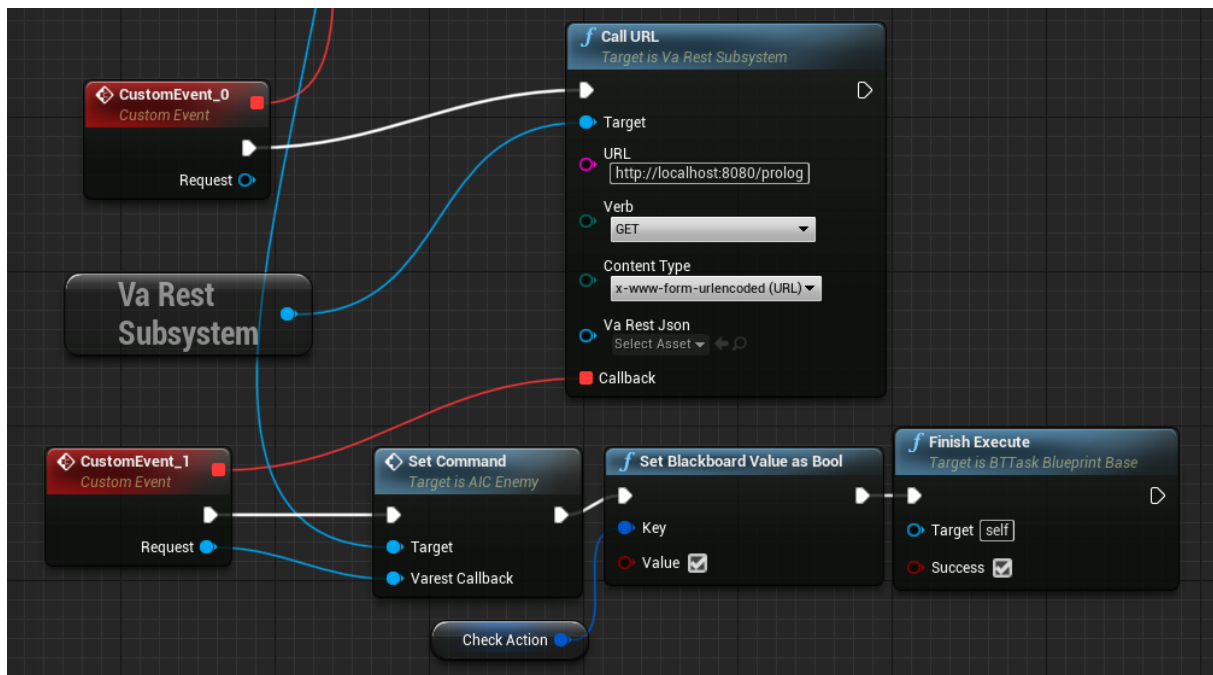 CustomEvent_0
Custom Event
Request
Va Rest
Subsystem
Call URL
Target is Va Rest Subsystem
Target
URL
http://localhost:8080/prolog
Verb
GET
Content Type
x-www-form-urlencoded (URL)
Va Rest Json
Select Asset
Callback
CustomEvent_1
Custom Event
Request
Set Command
Target is AIC Enemy
Target
Varest Callback
Check Action
Set Blackboard Value as Bool
Key
Value
Finish Execute
Target is BTTask Blueprint Base
Target self
Success